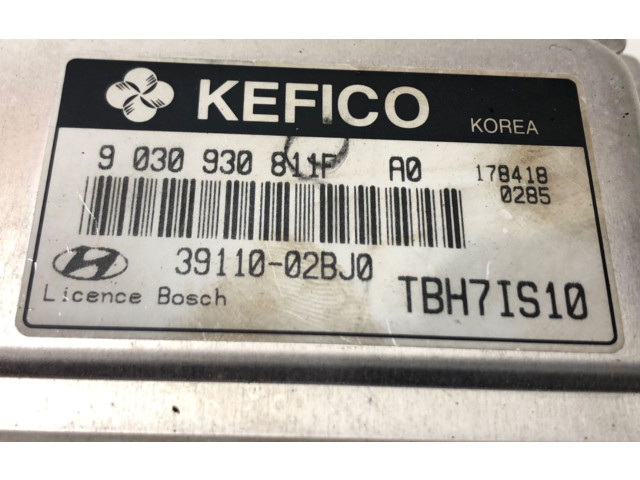 KEFICO KOREA
9 030 930 811F A0 178418
0285
39110-02BJ0
Licence Bosch TBH7IS10